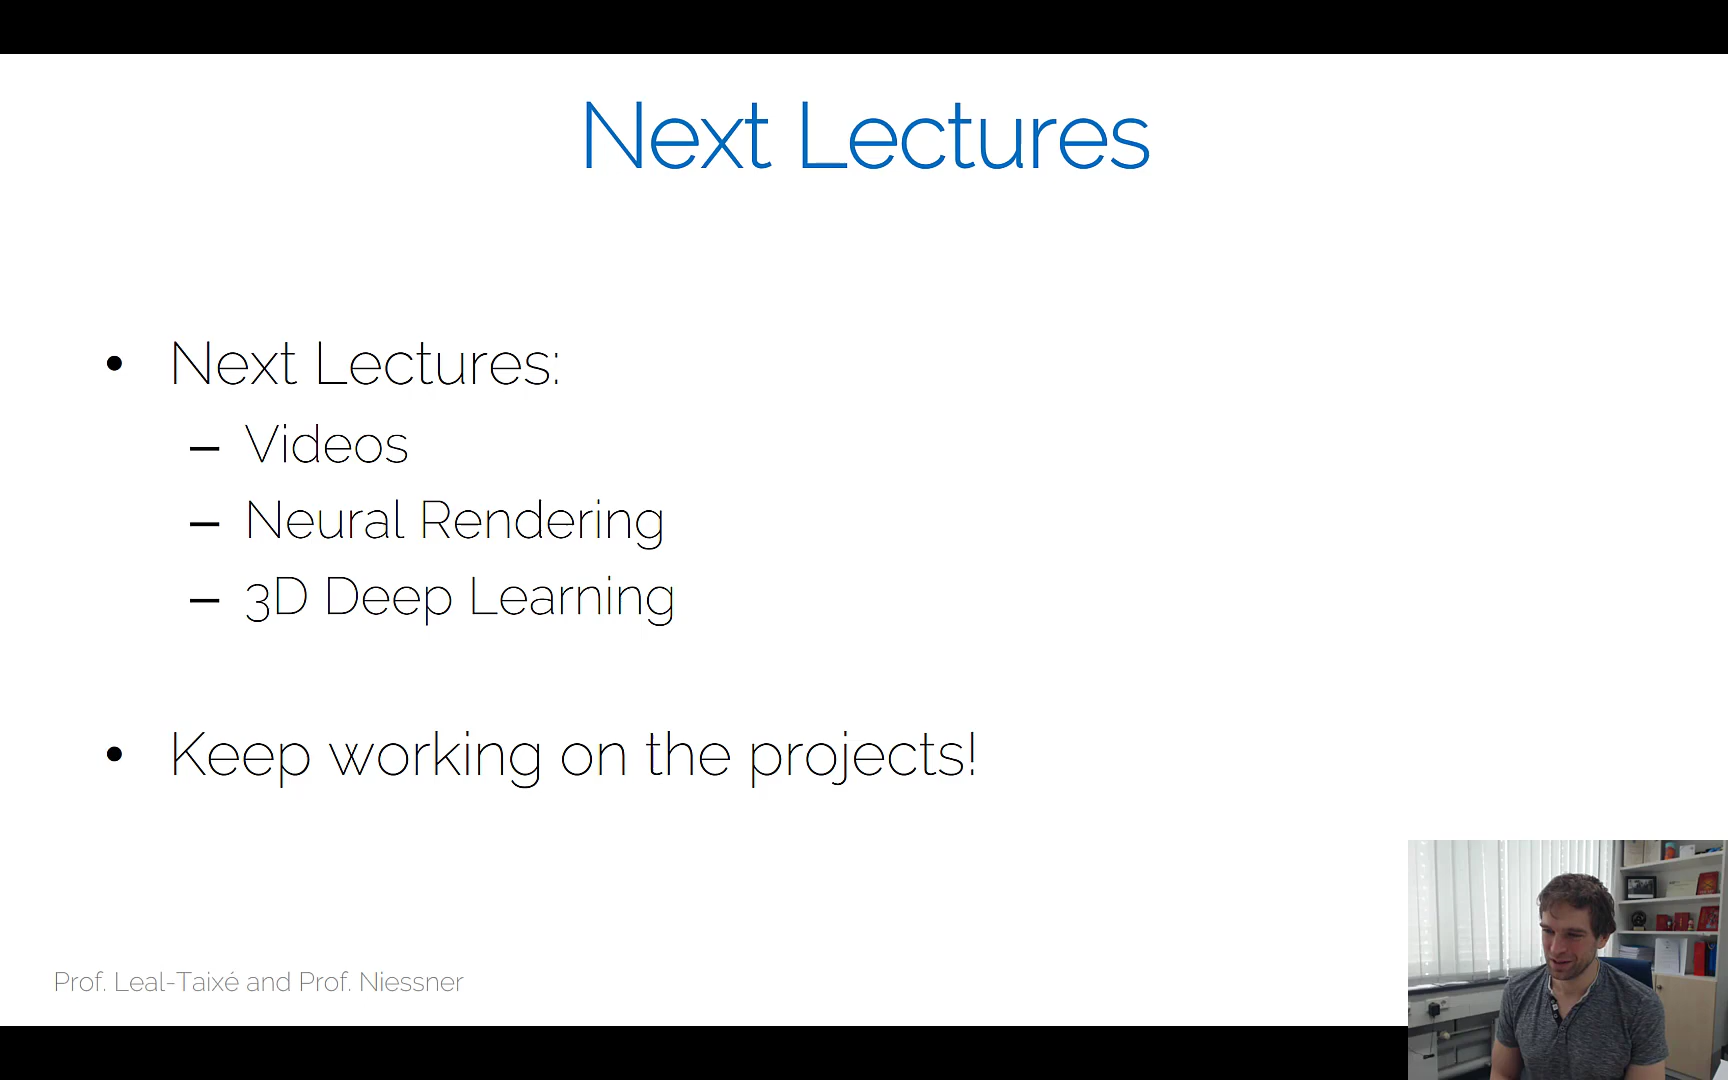 Next Lectures
• Next Lectures:
– Videos
– Neural Rendering
– 3D Deep Learning
• Keep working on the projects!
Prof. Leal-Taixé and Prof. Niessner